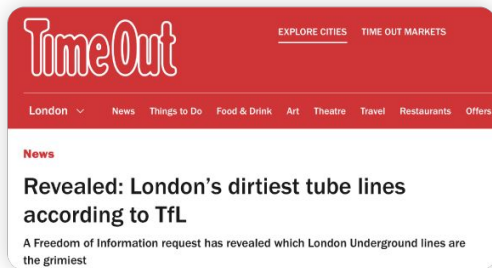 TimeOut
EXPLORE CITIES TIME OUT MARKETS
London News Things to Do Food & Drink Art Theatre Travel Restaurants Offers
News
Revealed: London's dirtiest tube lines
according to TfL
A Freedom of Information request has revealed which London Underground lines are
the grimiest